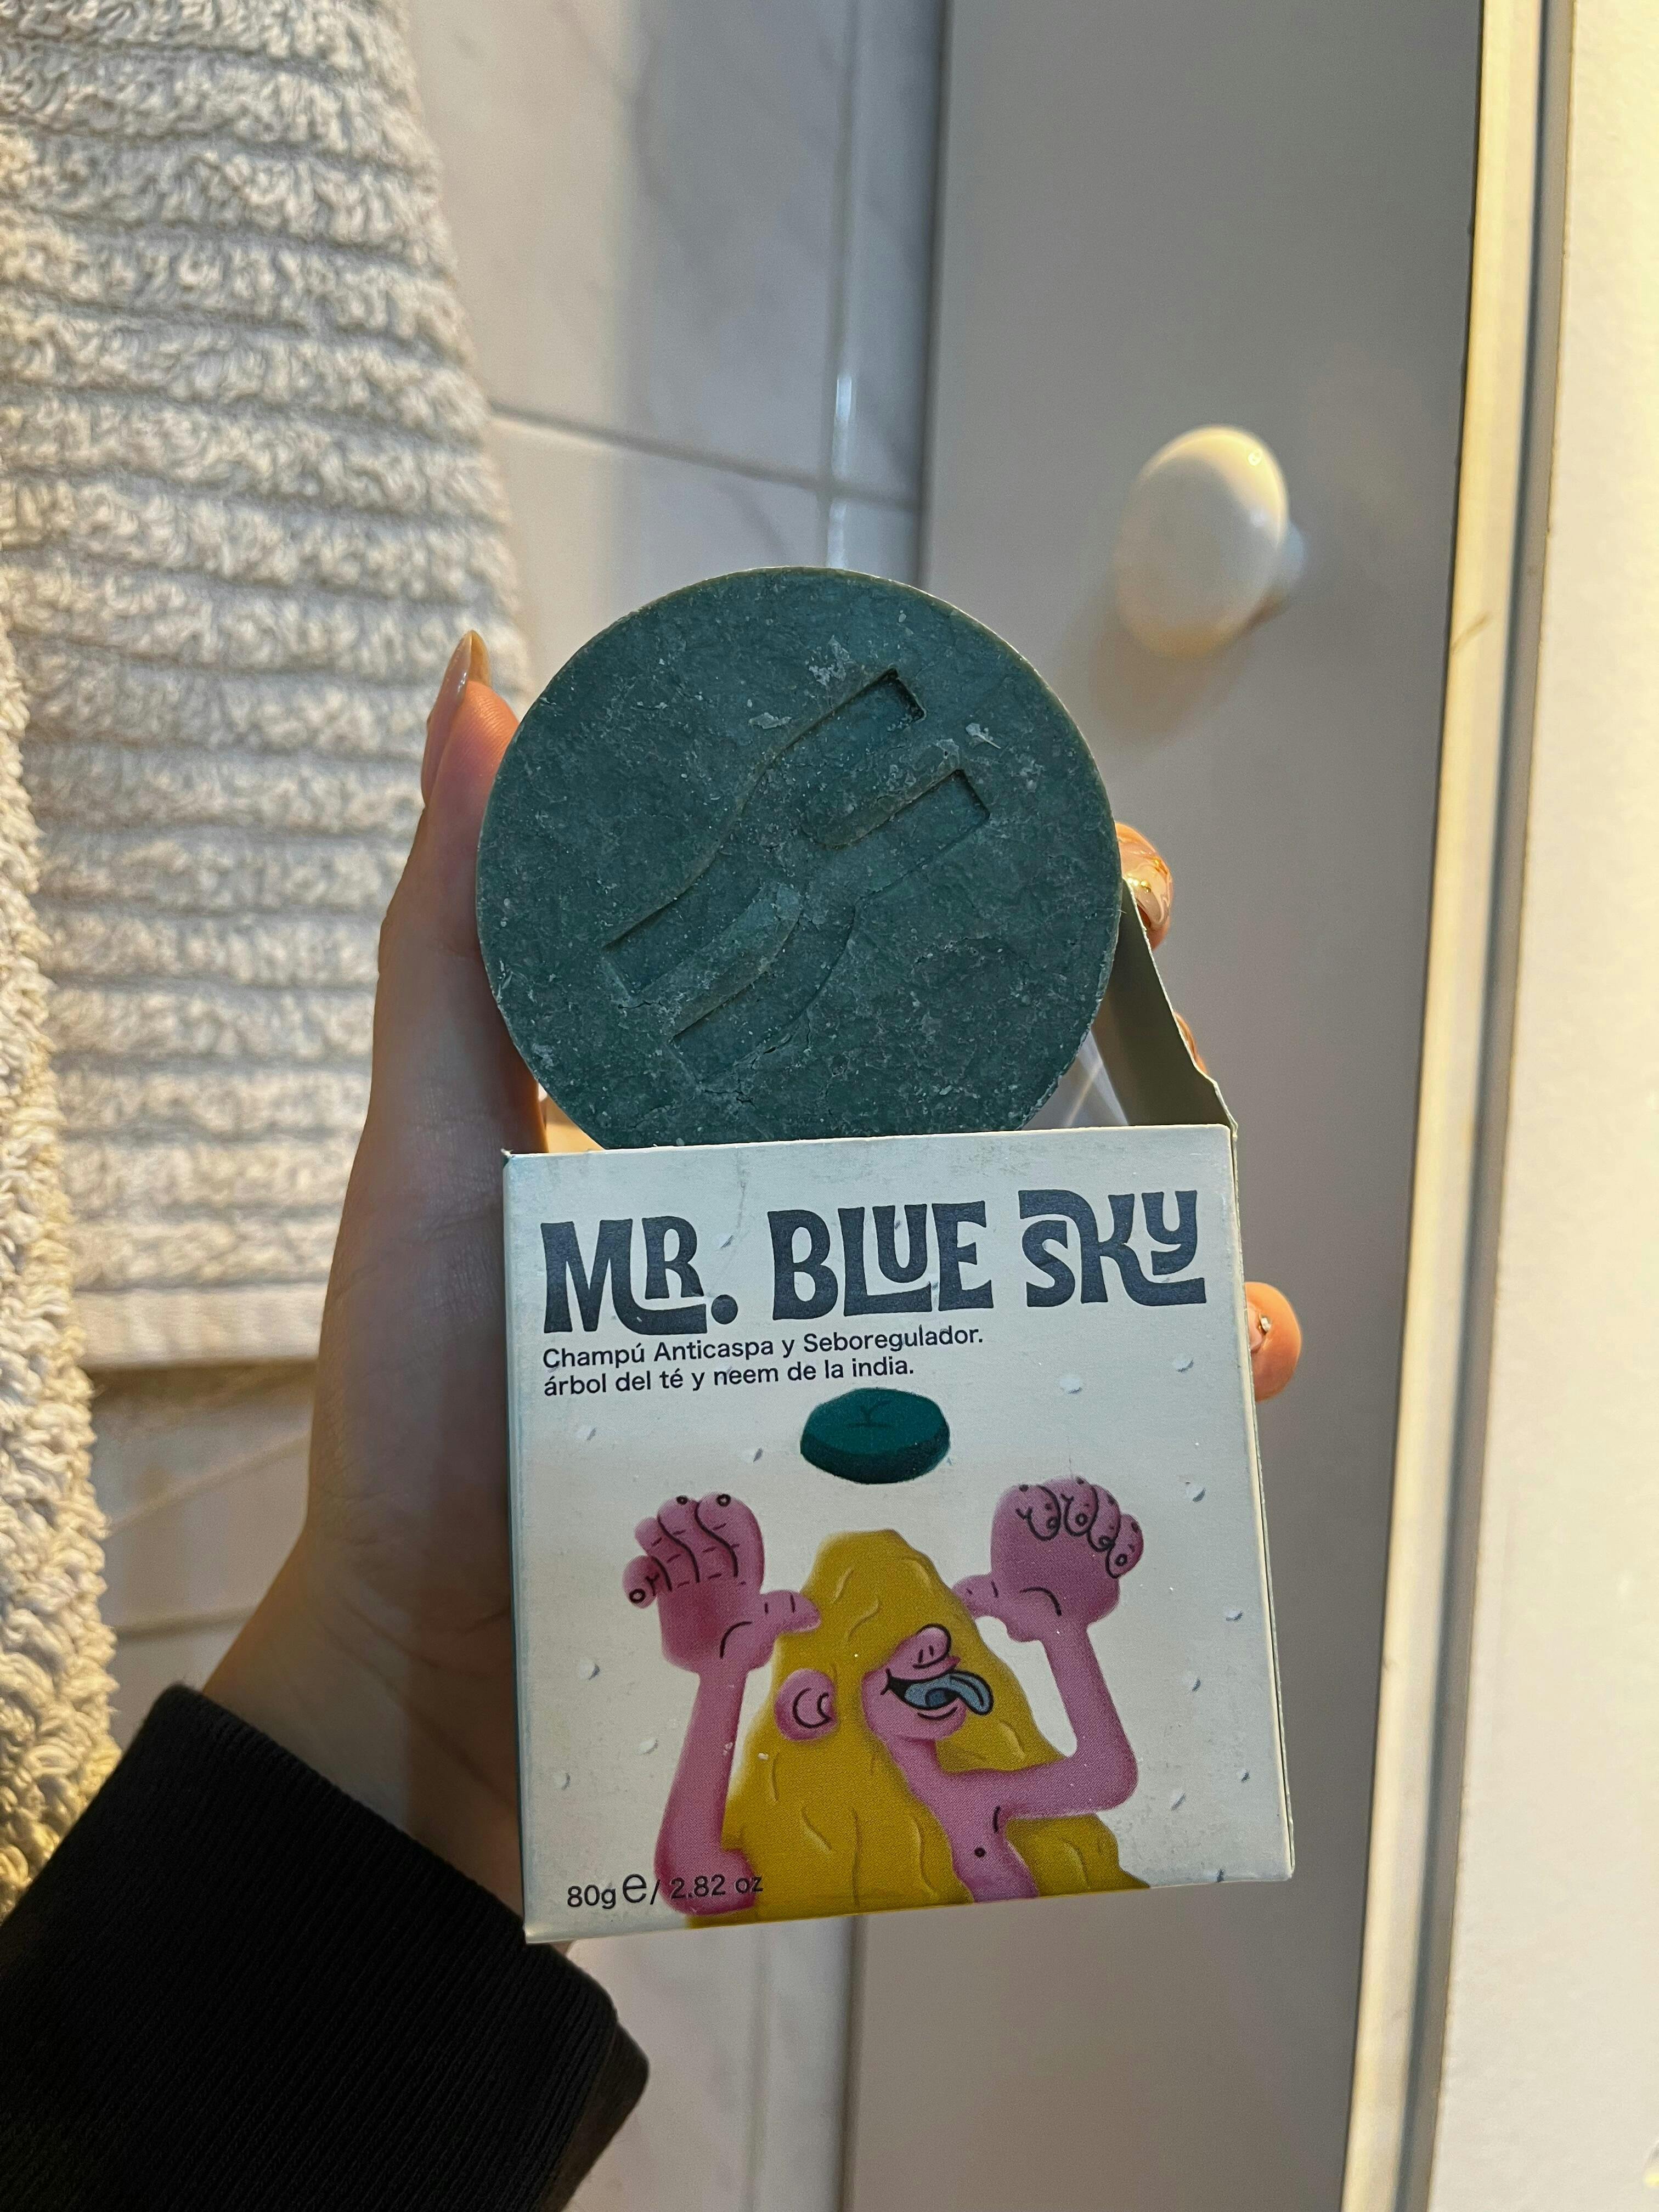 MR. BLUE SKY
Champú Anticaspa y Seboregulador.
árbol del té y neem de la india.
80g e / 2.82 oz